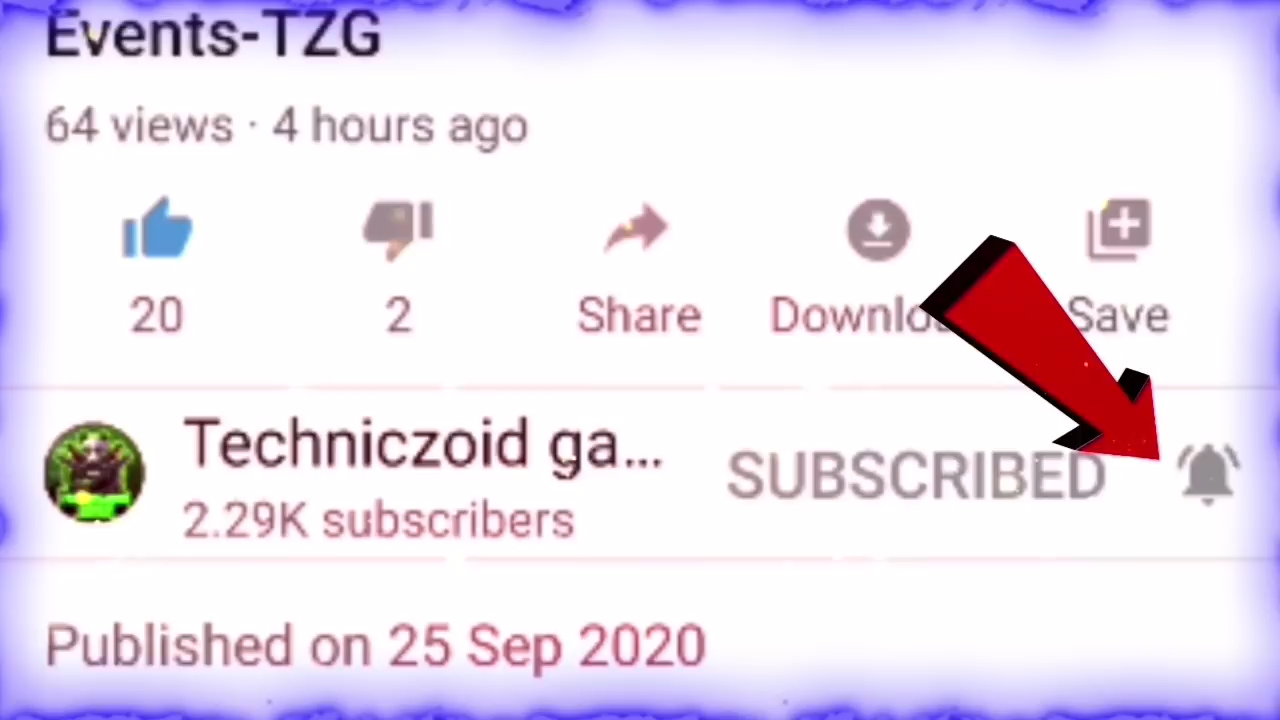 Events-TZG
64 views · 4 hours ago
20 2 Share Downlo Save
Techniczoid ga... SUBSCRIBED
2.29K subscribers
Published on 25 Sep 2020